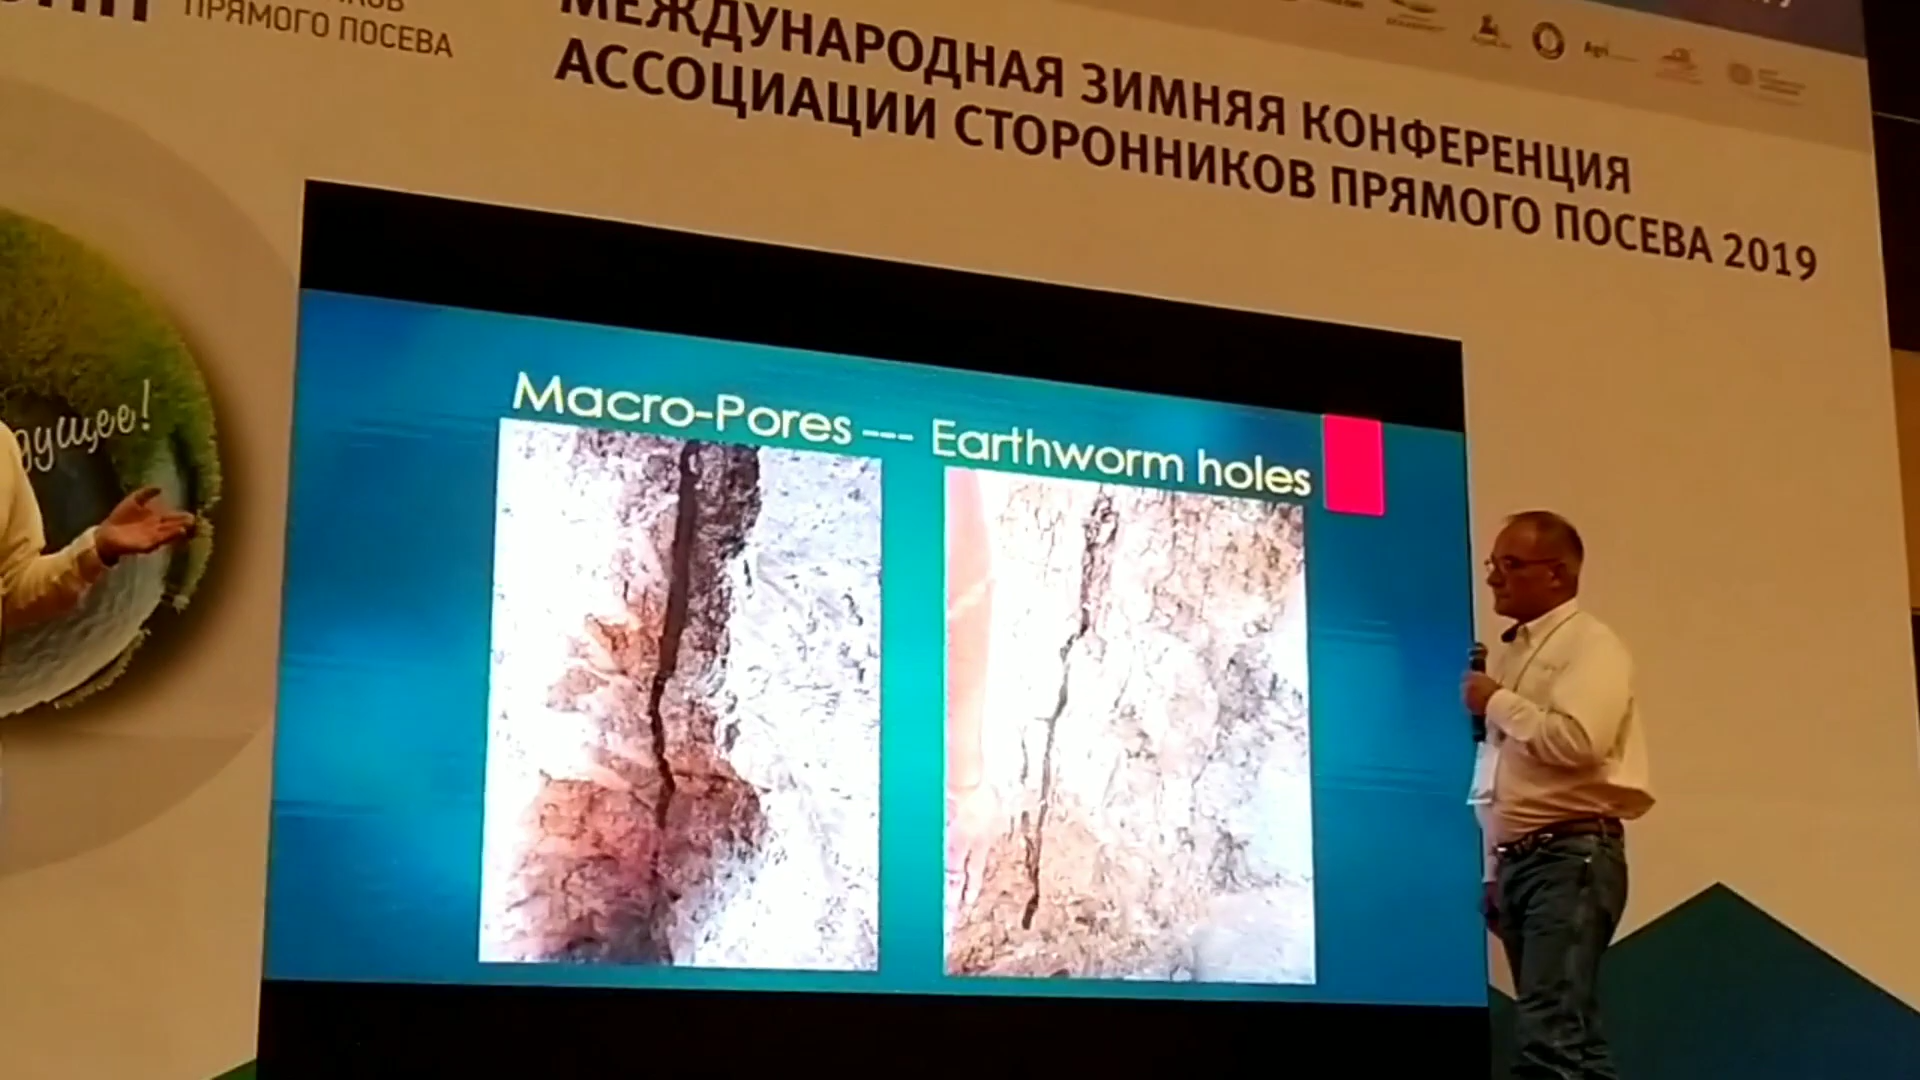 ПРЯМОГО ПОСЕВА
МЕЖДУНАРОДНАЯ ЗИМНЯЯ КОНФЕРЕНЦИЯ
АССОЦИАЦИИ СТОРОННИКОВ ПРЯМОГО ПОСЕВА 2019
Macro-Pores --- Earthworm holes